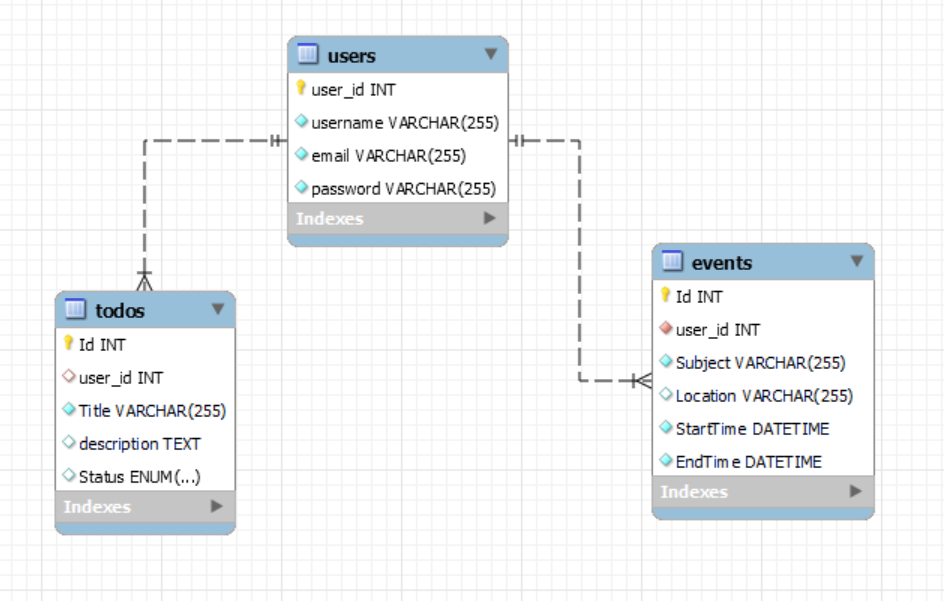 users
user_id INT
username VARCHAR(255)
email VARCHAR(255)
password VARCHAR(255)
Indexes
todos
Id INT
user_id INT
Title VARCHAR(255)
description TEXT
Status ENUM(...)
Indexes
events
Id INT
user_id INT
Subject VARCHAR(255)
Location VARCHAR(255)
StartTime DATETIME
EndTime DATETIME
Indexes